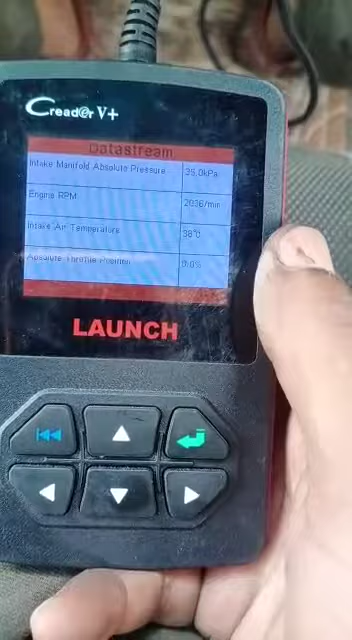 Creader V+
Datastream
Intake Manifold Absolute Pressure 35.0kPa
Engine RPM 2036/min
Intake Air Temperature 38°C
Absolute Throttle Position
LAUNCH